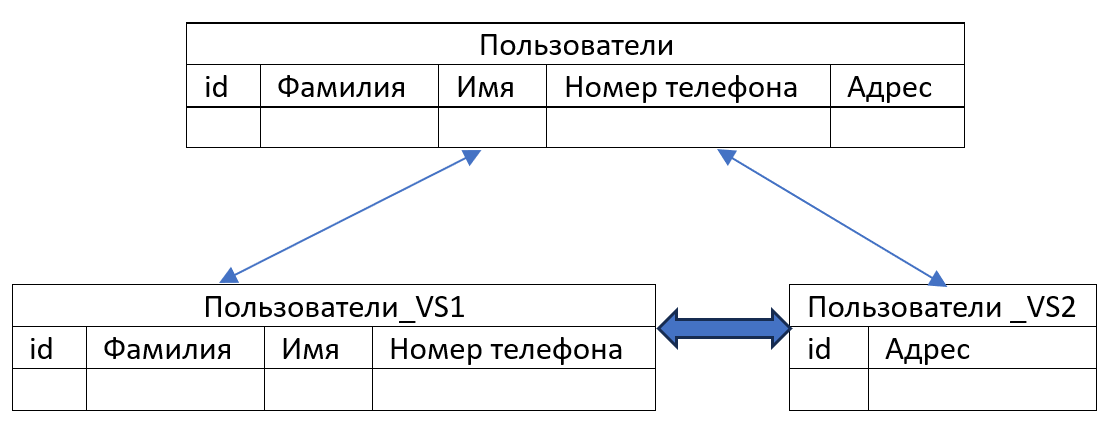 Пользователи
id Фамилия Имя Номер телефона Адрес
Пользователи_VS1
id Фамилия Имя Номер телефона
Пользователи _VS2
id Адрес